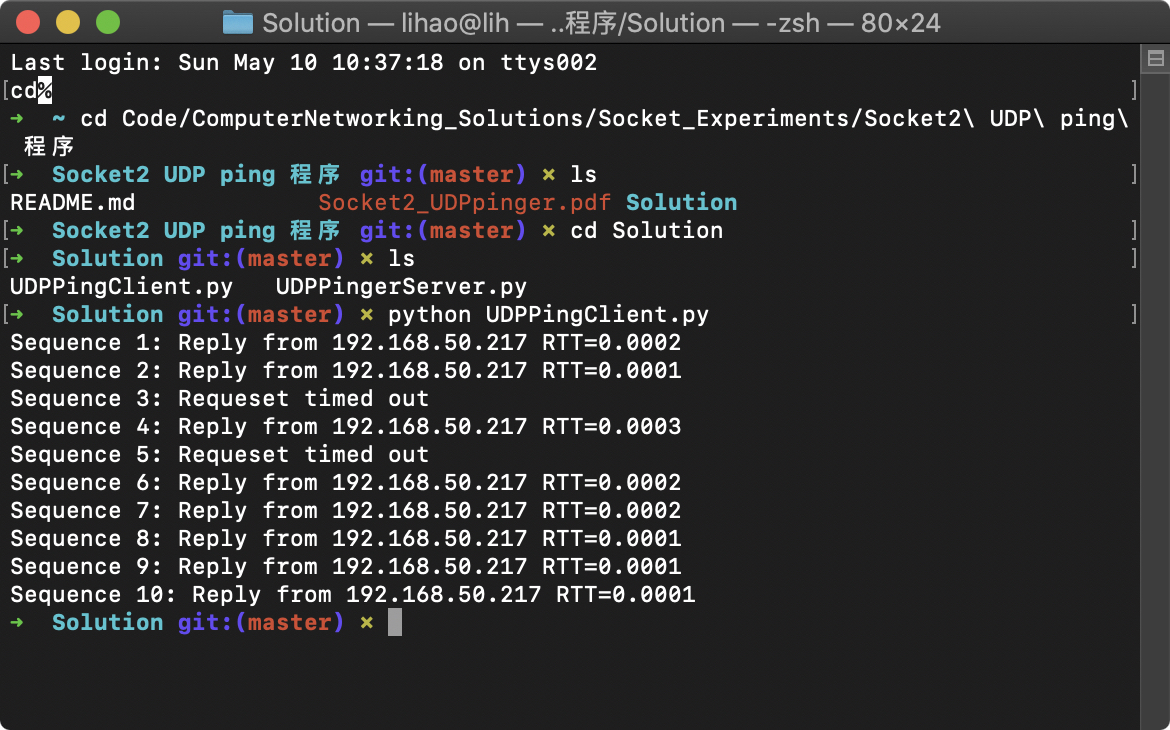 Solution — lihao@lih — ..程序/Solution — -zsh — 80×24
Last login: Sun May 10 10:37:18 on ttys002
[cd% ]
➜  ~ cd Code/ComputerNetworking_Solutions/Socket_Experiments/Socket2\ UDP\ ping\
程序
[➜  Socket2 UDP ping 程序 git:(master) ✗ ls ]
README.md             Socket2_UDPpinger.pdf Solution
[➜  Socket2 UDP ping 程序 git:(master) ✗ cd Solution ]
[➜  Solution git:(master) ✗ ls ]
UDPPingClient.py   UDPPingerServer.py
[➜  Solution git:(master) ✗ python UDPPingClient.py ]
Sequence 1: Reply from 192.168.50.217 RTT=0.0002
Sequence 2: Reply from 192.168.50.217 RTT=0.0001
Sequence 3: Requeset timed out
Sequence 4: Reply from 192.168.50.217 RTT=0.0003
Sequence 5: Requeset timed out
Sequence 6: Reply from 192.168.50.217 RTT=0.0002
Sequence 7: Reply from 192.168.50.217 RTT=0.0002
Sequence 8: Reply from 192.168.50.217 RTT=0.0001
Sequence 9: Reply from 192.168.50.217 RTT=0.0001
Sequence 10: Reply from 192.168.50.217 RTT=0.0001
➜  Solution git:(master) ✗